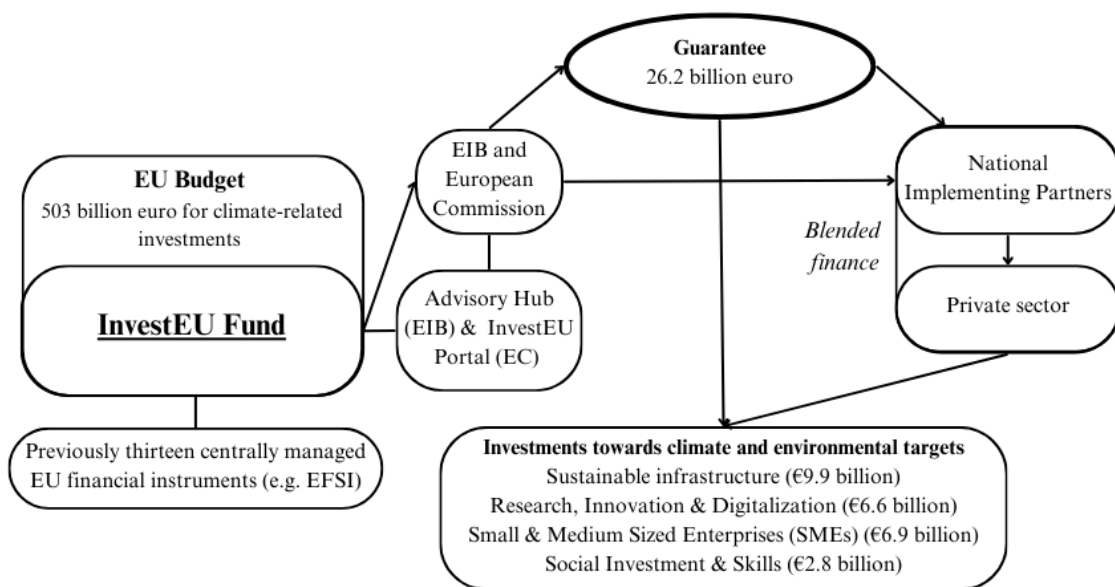 Guarantee
26.2 billion euro
EIB and
European
Commission
National
Implementing Partners
EU Budget
503 billion euro for climate-related
investments
Blended
finance
InvestEU Fund
Advisory Hub
(EIB) & InvestEU
Portal (EC)
Private sector
Previously thirteen centrally managed
EU financial instruments (e.g. EFSI)
Investments towards climate and environmental targets
Sustainable infrastructure (€9.9 billion)
Research, Innovation & Digitalization (€6.6 billion)
Small & Medium Sized Enterprises (SMEs) (€6.9 billion)
Social Investment & Skills (€2.8 billion)